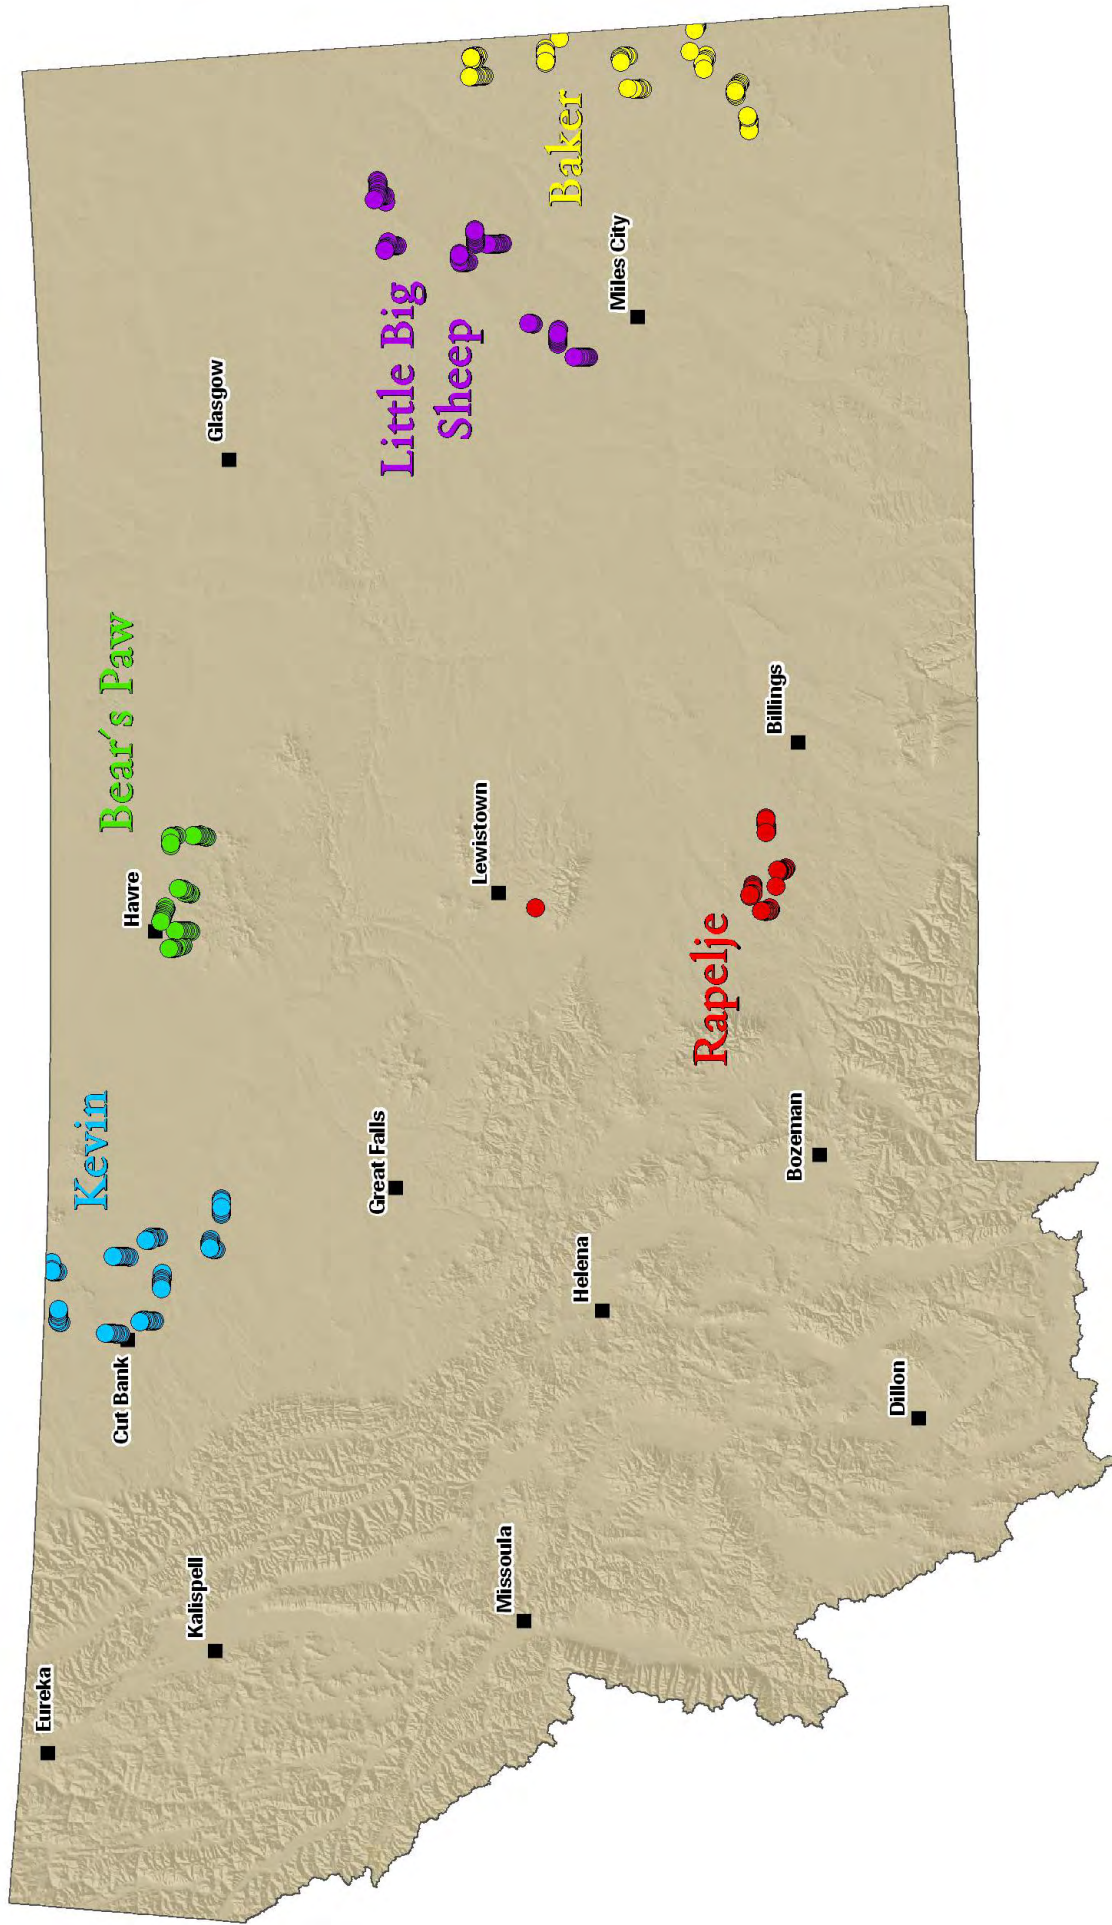 Eureka
Kalispell
Cut Bank
Kevin
Havre
Bear's Paw
Glasgow
Great Falls
Lewistown
Little Big
Sheep
Missoula
Helena
Miles City
Baker
Bozeman
Rapelje
Billings
Dillon